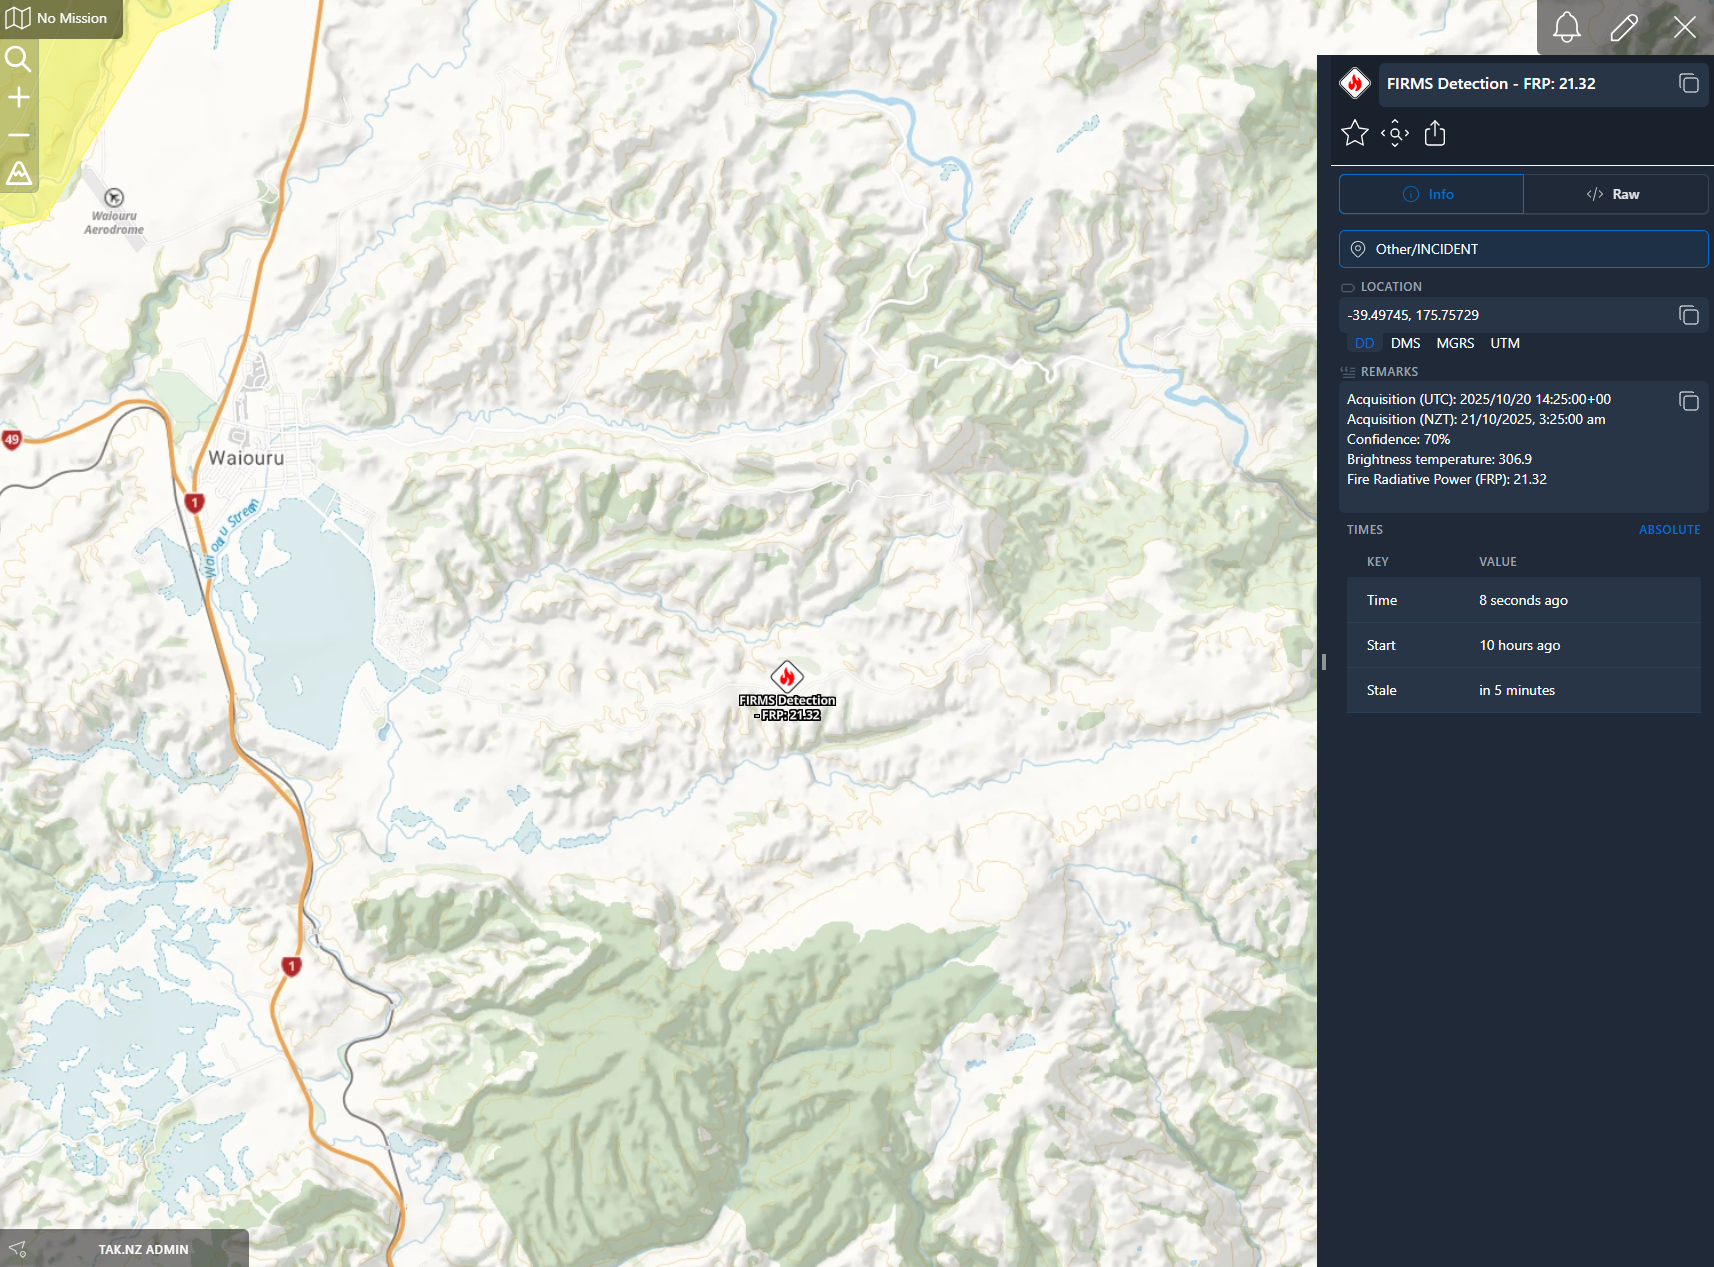 No Mission
Waiouru
Aerodrome
49
Waiouru
1
Waiouru Stream
FIRMS Detection
- FRP: 21.32
1
TAK.NZ ADMIN
FIRMS Detection - FRP: 21.32
Info
</> Raw
Other/INCIDENT
LOCATION
-39.49745, 175.75729
DD DMS MGRS UTM
REMARKS
Acquisition (UTC): 2025/10/20 14:25:00+00
Acquisition (NZT): 21/10/2025, 3:25:00 am
Confidence: 70%
Brightness temperature: 306.9
Fire Radiative Power (FRP): 21.32
TIMES ABSOLUTE
KEY VALUE
Time 8 seconds ago
Start 10 hours ago
Stale in 5 minutes